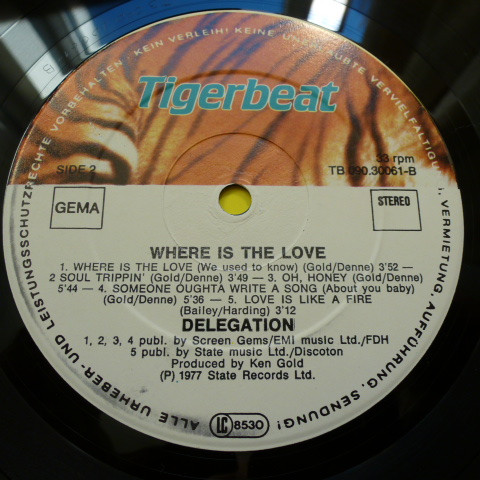 ALLE URHEBER- UND LEISTUNGSSCHUTZRECHTE VORBEHALTEN · KEIN VERLEIH! KEINE UNERLAUBTE VERVIELFÄLTIGUNG, VERMIETUNG, AUFFÜHRUNG, SENDUNG!
Tigerbeat
SIDE 2
33 rpm
TB 090.30061-B
GEMA
STEREO
WHERE IS THE LOVE
1. WHERE IS THE LOVE (We used to know) (Gold/Denne) 3'52 —
2 SOUL TRIPPIN' (Gold/Denne) 3'49 — 3. OH, HONEY (Gold/Denne)
5'44 — 4. SOMEONE OUGHTA WRITE A SONG (About you baby)
(Gold/Denne) 5'36 — 5. LOVE IS LIKE A FIRE
(Bailey/Harding) 3'12
DELEGATION
1, 2, 3, 4 publ. by Screen Gems/EMI music Ltd./FDH
5 publ. by State music Ltd./Discoton
Produced by Ken Gold
(P) 1977 State Records Ltd.
LC 8530